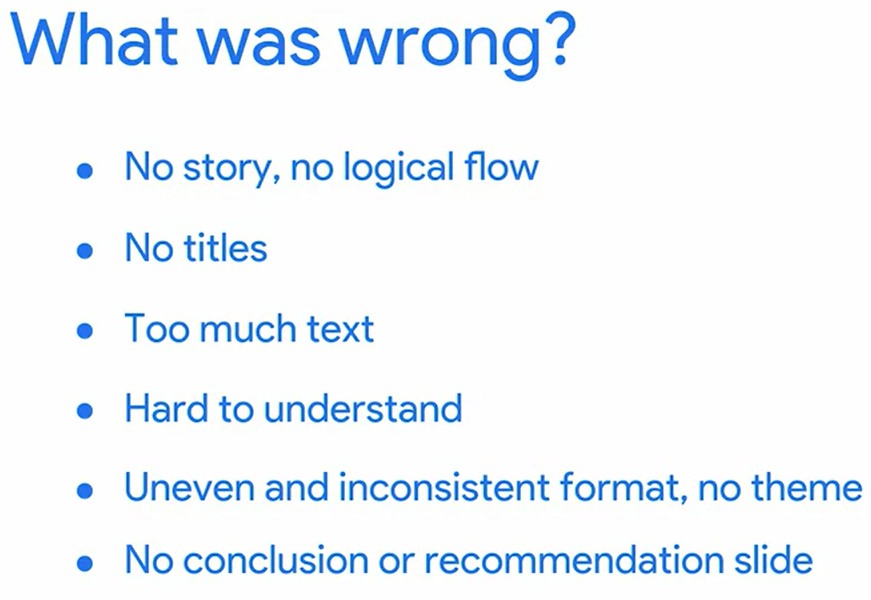 What was wrong?
• No story, no logical flow
• No titles
• Too much text
• Hard to understand
• Uneven and inconsistent format, no theme
• No conclusion or recommendation slide